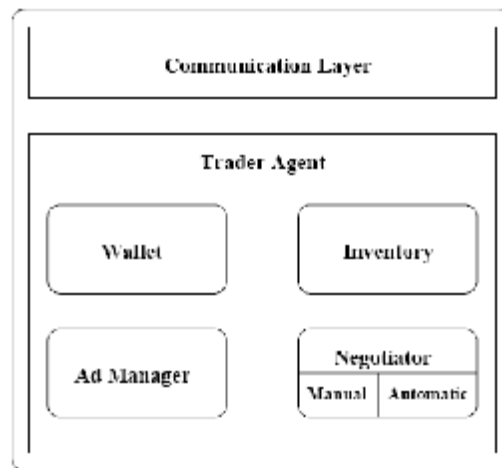 Communication Layer
Trader Agent
Wallet
Inventory
Ad Manager
Negotiator
Manual
Automatic